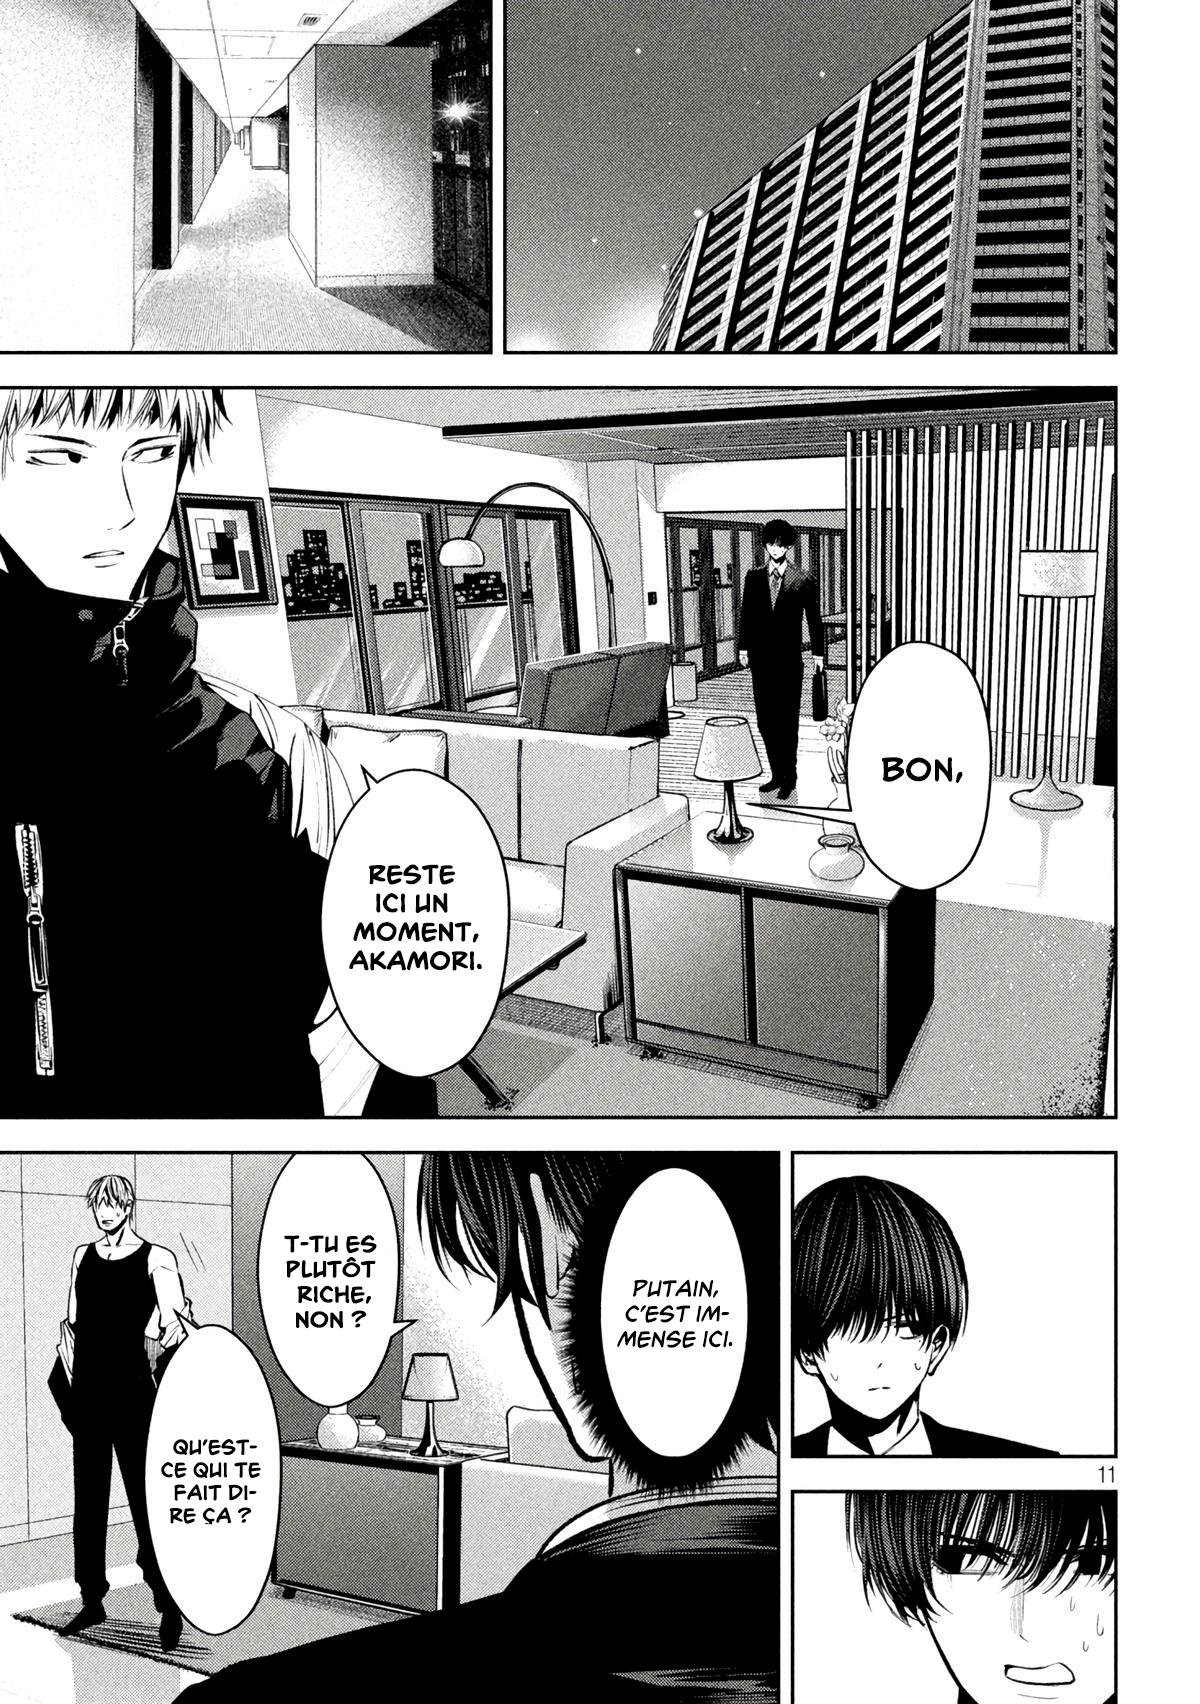 BON,
RESTE
ICI UN
MOMENT,
AKAMORI.
PUTAIN,
C'EST IM-
MENSE ICI.
T-TU ES
PLUTÔT
RICHE,
NON ?
QU'EST-
CE QUI TE
FAIT DI-
RE ÇA ?
11